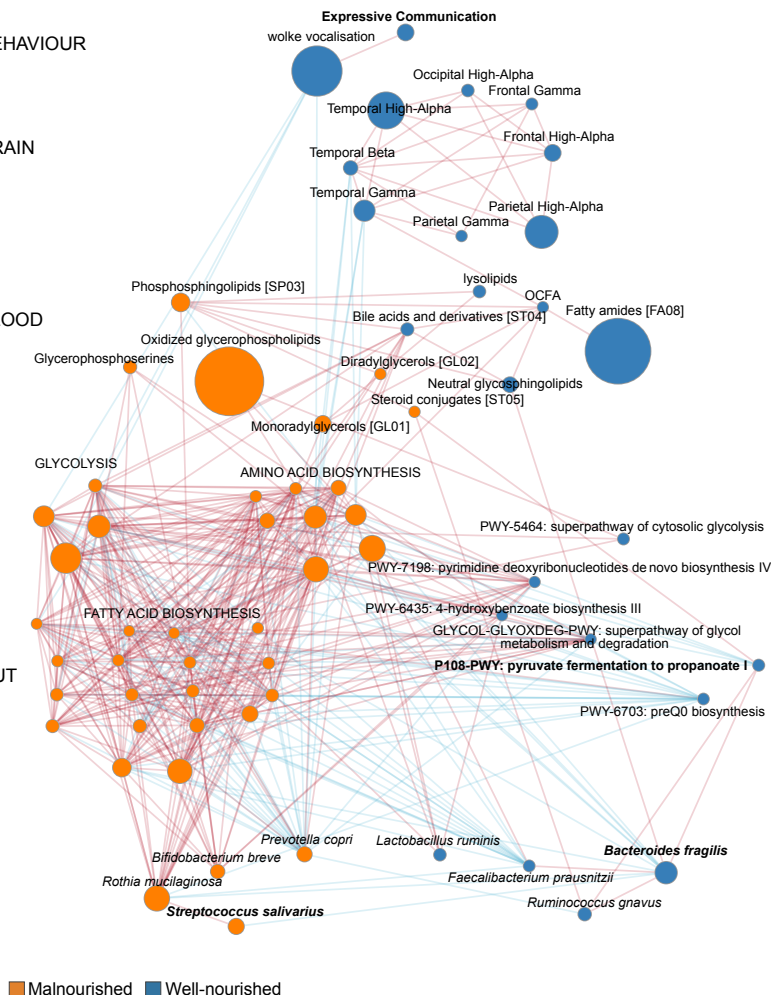 Expressive Communication
EHAVIOUR
wolke vocalisation
Occipital High-Alpha
Frontal Gamma
Temporal High-Alpha
Frontal High-Alpha
RAIN
Temporal Beta
Temporal Gamma
Parietal High-Alpha
Parietal Gamma
lysolipids
Phosphosphingolipids [SP03]
OCFA
Fatty amides [FA08]
Bile acids and derivatives [ST04]
OOD
Oxidized glycerophospholipids
Glycerophosphoserines
Diradylglycerols [GL02]
Neutral glycosphingolipids
Steroid conjugates [ST05]
Monoradylglycerols [GL01]
GLYCOLYSIS
AMINO ACID BIOSYNTHESIS
PWY-5464: superpathway of cytosolic glycolysis
PWY-7198: pyrimidine deoxyribonucleotides de novo biosynthesis IV
PWY-6435: 4-hydroxybenzoate biosynthesis III
FATTY ACID BIOSYNTHESIS
GLYCOL-GLYOXDEG-PWY: superpathway of glycol
metabolism and degradation
P108-PWY: pyruvate fermentation to propanoate I
UT
PWY-6703: preQ0 biosynthesis
Prevotella copri
Lactobacillus ruminis
Bacteroides fragilis
Bifidobacterium breve
Faecalibacterium prausnitzii
Rothia mucilaginosa
Ruminococcus gnavus
Streptococcus salivarius
Malnourished
Well-nourished